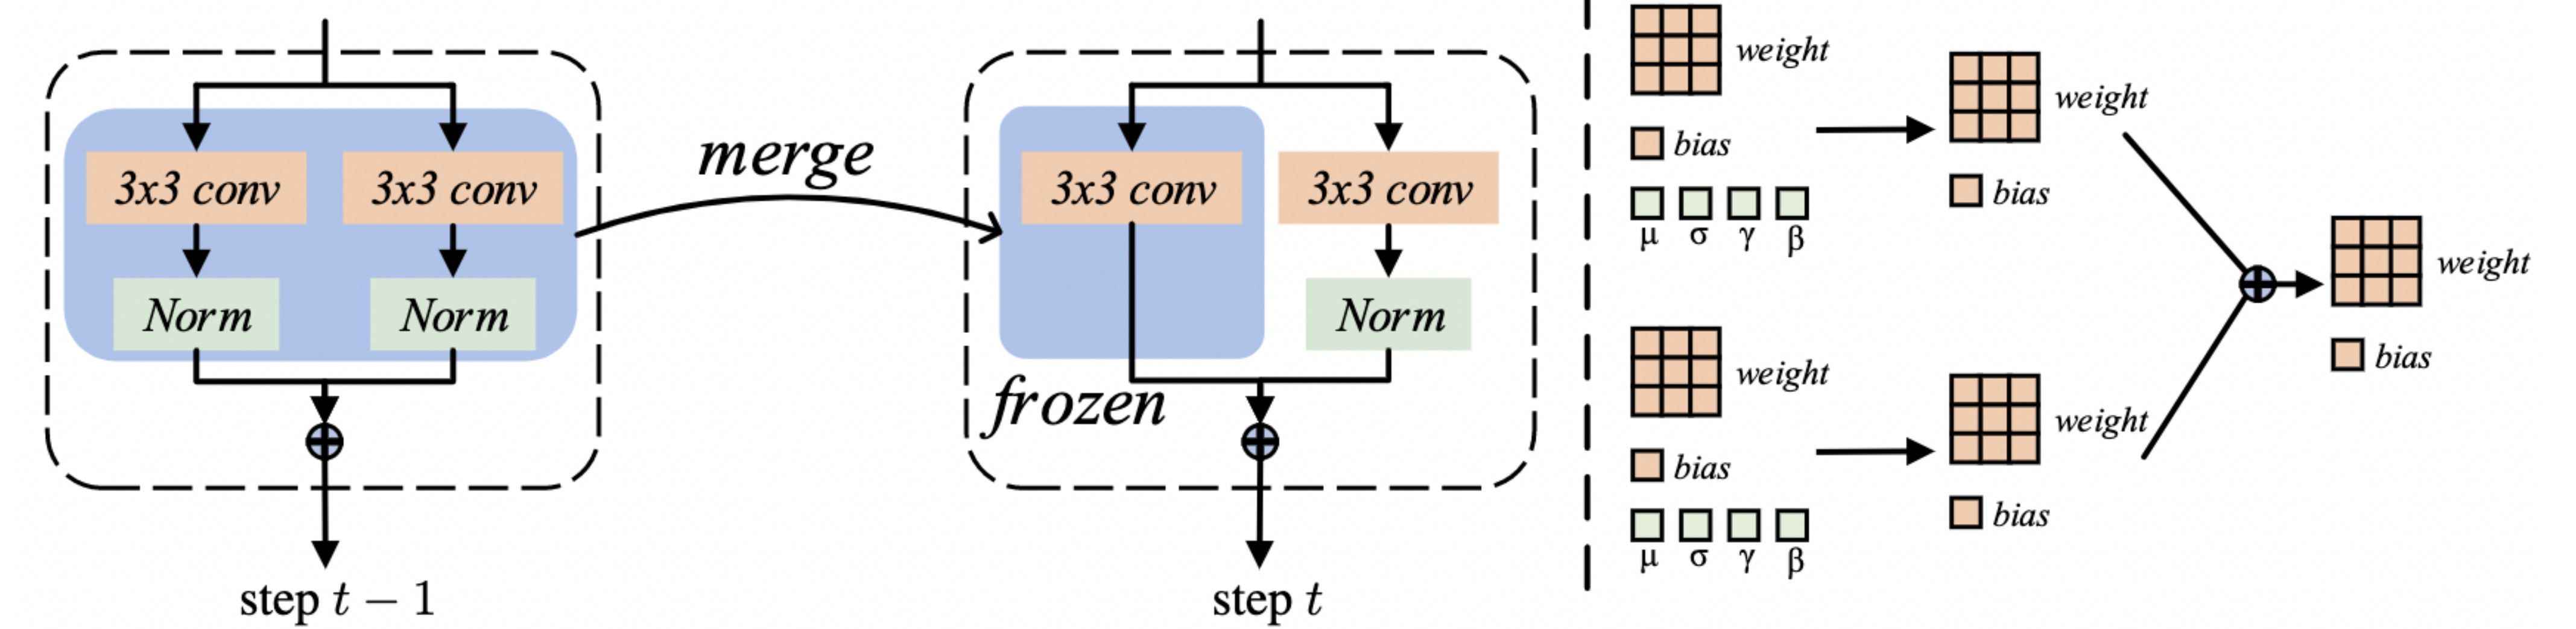 3x3 conv
3x3 conv
Norm
Norm
step t − 1
merge
3x3 conv
3x3 conv
Norm
frozen
step t
weight
bias
μ σ γ β
weight
bias
weight
bias
μ σ γ β
weight
bias
weight
bias